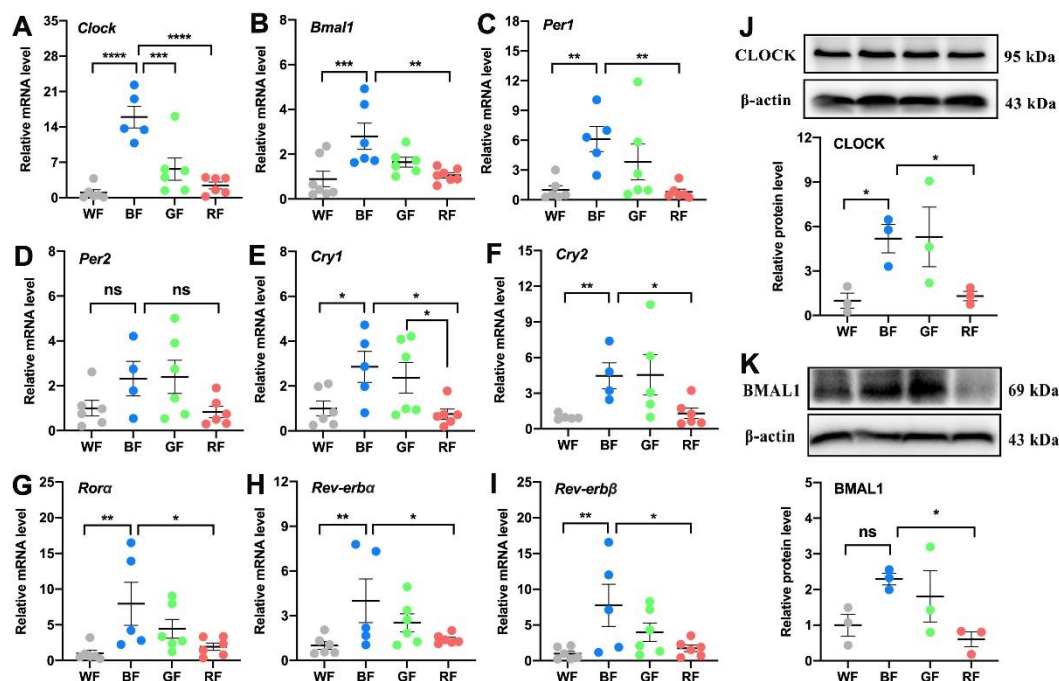 A Clock
****
**** ***
Relative mRNA level
28
21
14
7
0
WF BF GF RF
B Bmal1
*** **
Relative mRNA level
8
6
4
2
0
WF BF GF RF
C Per1
** **
Relative mRNA level
15
12
9
6
3
0
WF BF GF RF
D Per2
ns ns
Relative mRNA level
8
6
4
2
0
WF BF GF RF
E Cry1
* *
*
Relative mRNA level
8
6
4
2
0
WF BF GF RF
F Cry2
** *
Relative mRNA level
15
12
9
6
3
0
WF BF GF RF
G Rorα
** *
Relative mRNA level
25
20
15
10
5
0
WF BF GF RF
H Rev-erbα
** *
Relative mRNA level
12
9
6
3
0
WF BF GF RF
I Rev-erbβ
** *
Relative mRNA level
25
20
15
10
5
0
WF BF GF RF
J
CLOCK 95 kDa
β-actin 43 kDa
CLOCK
*
*
Relative protein level
15
12
9
6
3
0
WF BF GF RF
K
BMAL1 69 kDa
β-actin 43 kDa
BMAL1
ns *
Relative protein level
5
4
3
2
1
0
WF BF GF RF